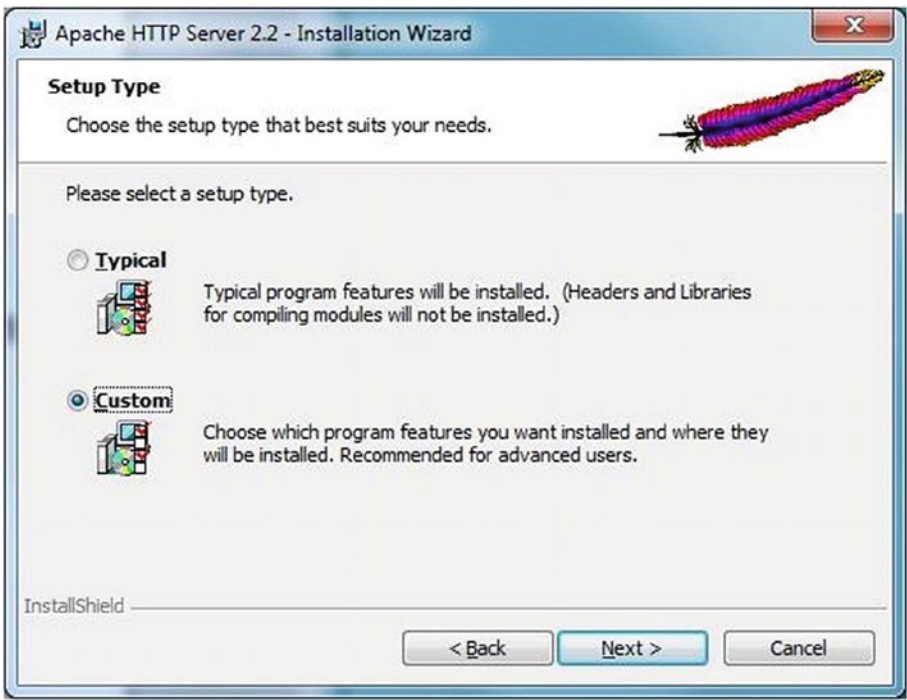 Apache HTTP Server 2.2 - Installation Wizard
Setup Type
Choose the setup type that best suits your needs.
Please select a setup type.
Typical
Typical program features will be installed. (Headers and Libraries
for compiling modules will not be installed.)
Custom
Choose which program features you want installed and where they
will be installed. Recommended for advanced users.
InstallShield
< Back
Next >
Cancel